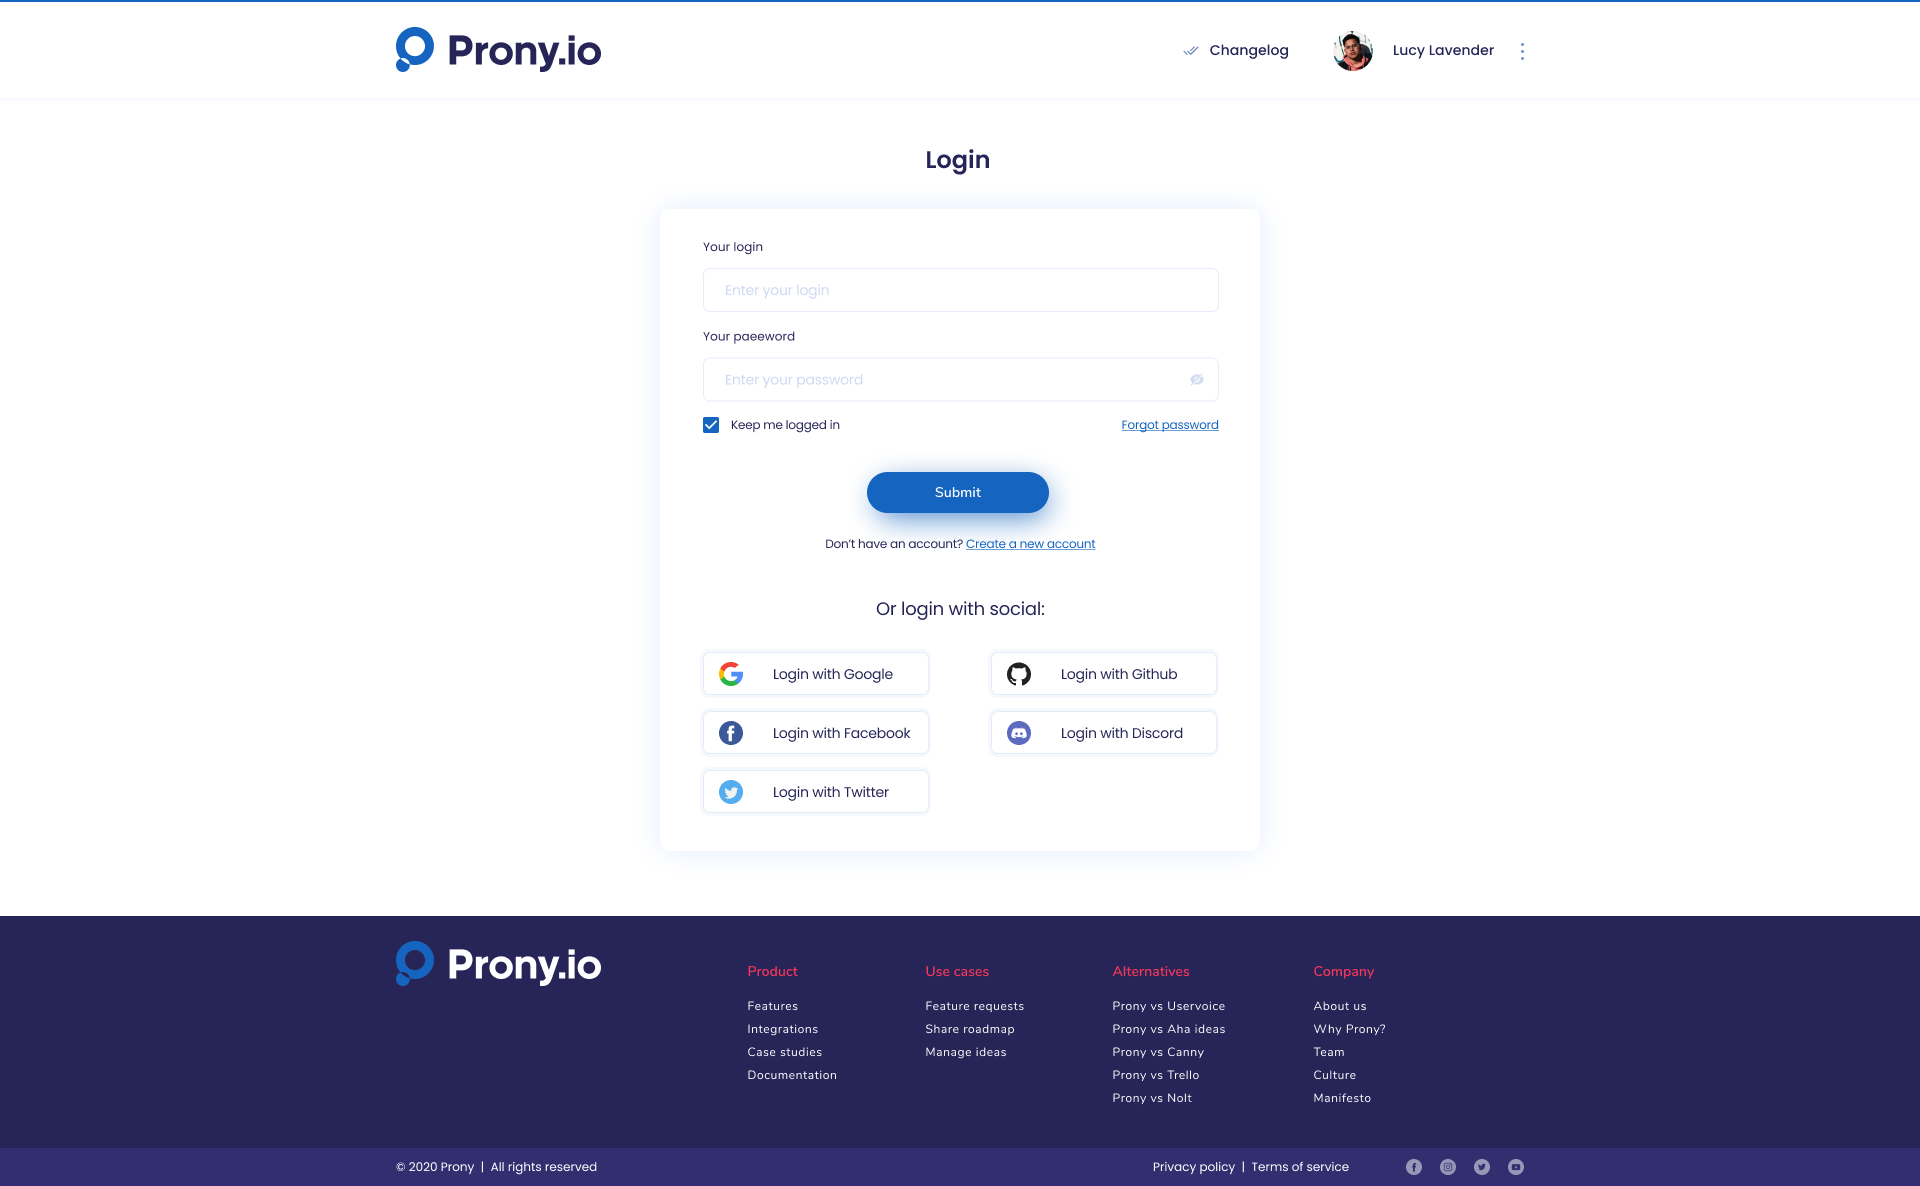 Prony.io
Changelog
Lucy Lavender
Login
Your login
Enter your login
Your paeeword
Enter your password
Keep me logged in
Forgot password
Submit
Don't have an account? Create a new account
Or login with social:
Login with Google
Login with Github
Login with Facebook
Login with Discord
Login with Twitter
Prony.io
Product
Features
Integrations
Case studies
Documentation
Use cases
Feature requests
Share roadmap
Manage ideas
Alternatives
Prony vs Uservoice
Prony vs Aha ideas
Prony vs Canny
Prony vs Trello
Prony vs Nolt
Company
About us
Why Prony?
Team
Culture
Manifesto
© 2020 Prony | All rights reserved
Privacy policy | Terms of service